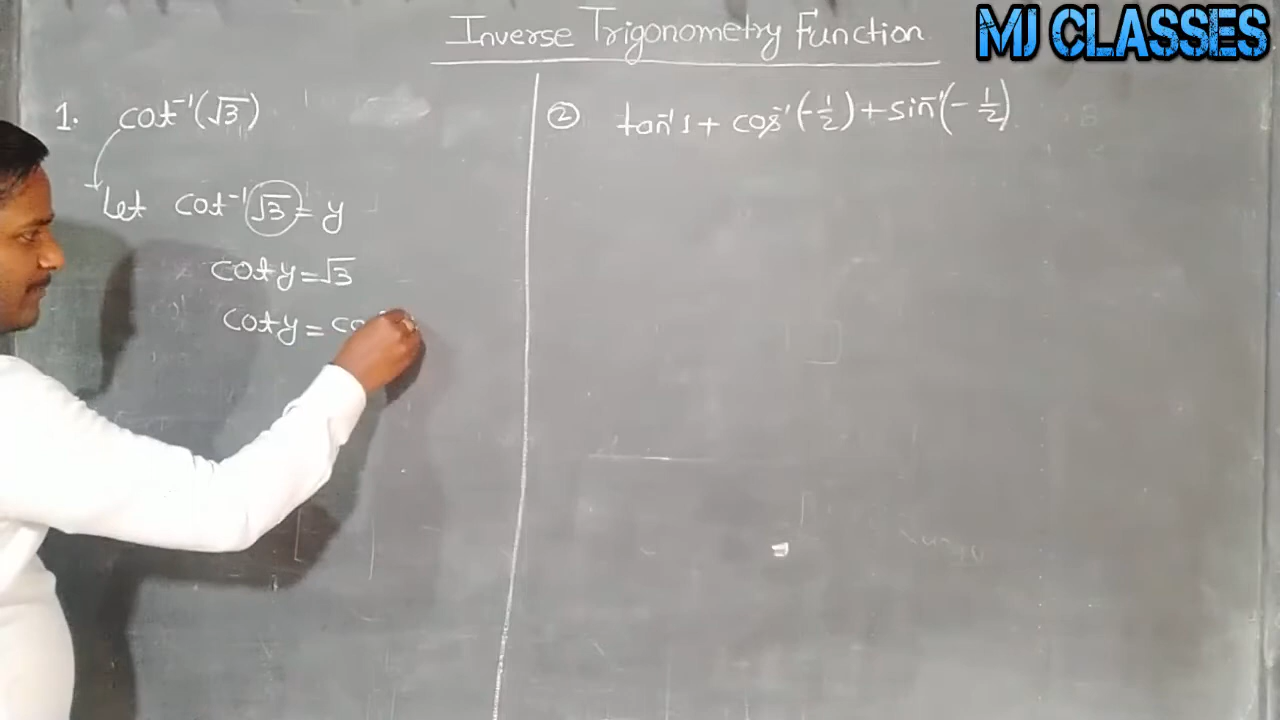 Inverse Trigonometry Function
MJ CLASSES
1. cot⁻¹(√3)
Let cot⁻¹√3 = y
cot y = √3
cot y = co
② tan⁻¹1 + cos⁻¹(-1/2) + sin⁻¹(-1/2)